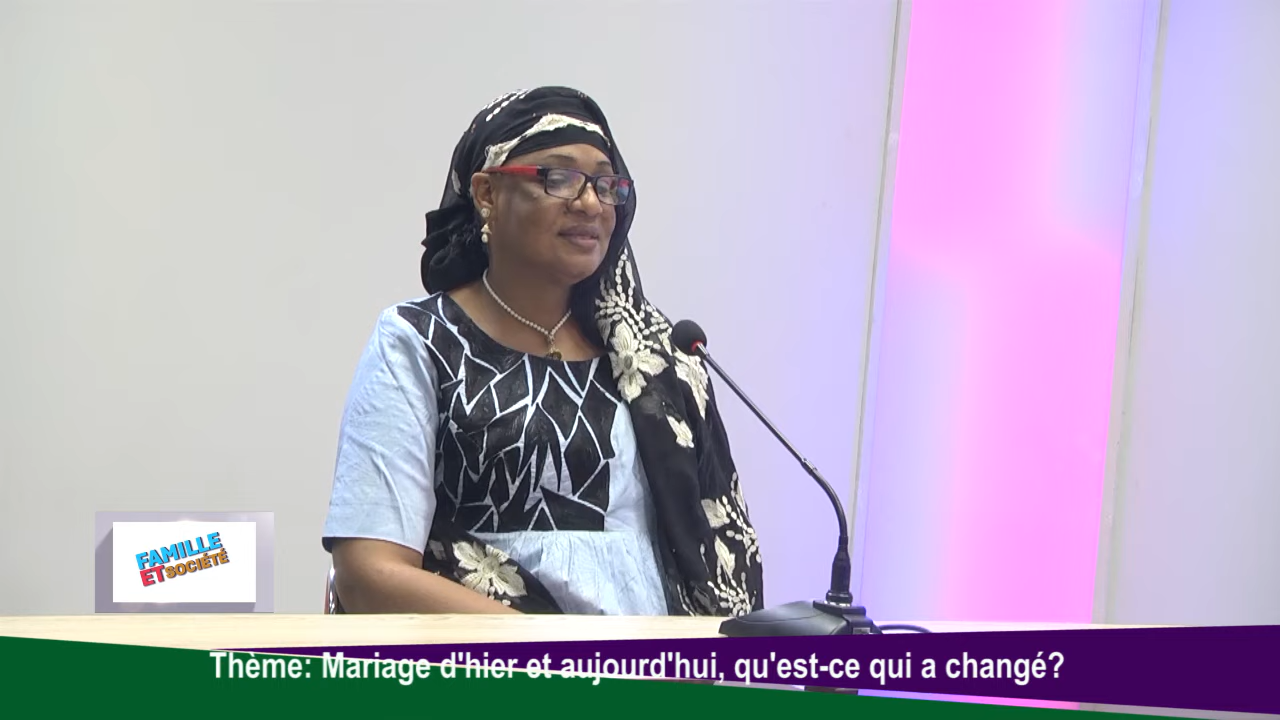 FAMILLE
ET SOCIÉTÉ
Thème: Mariage d'hier et aujourd'hui, qu'est-ce qui a changé?